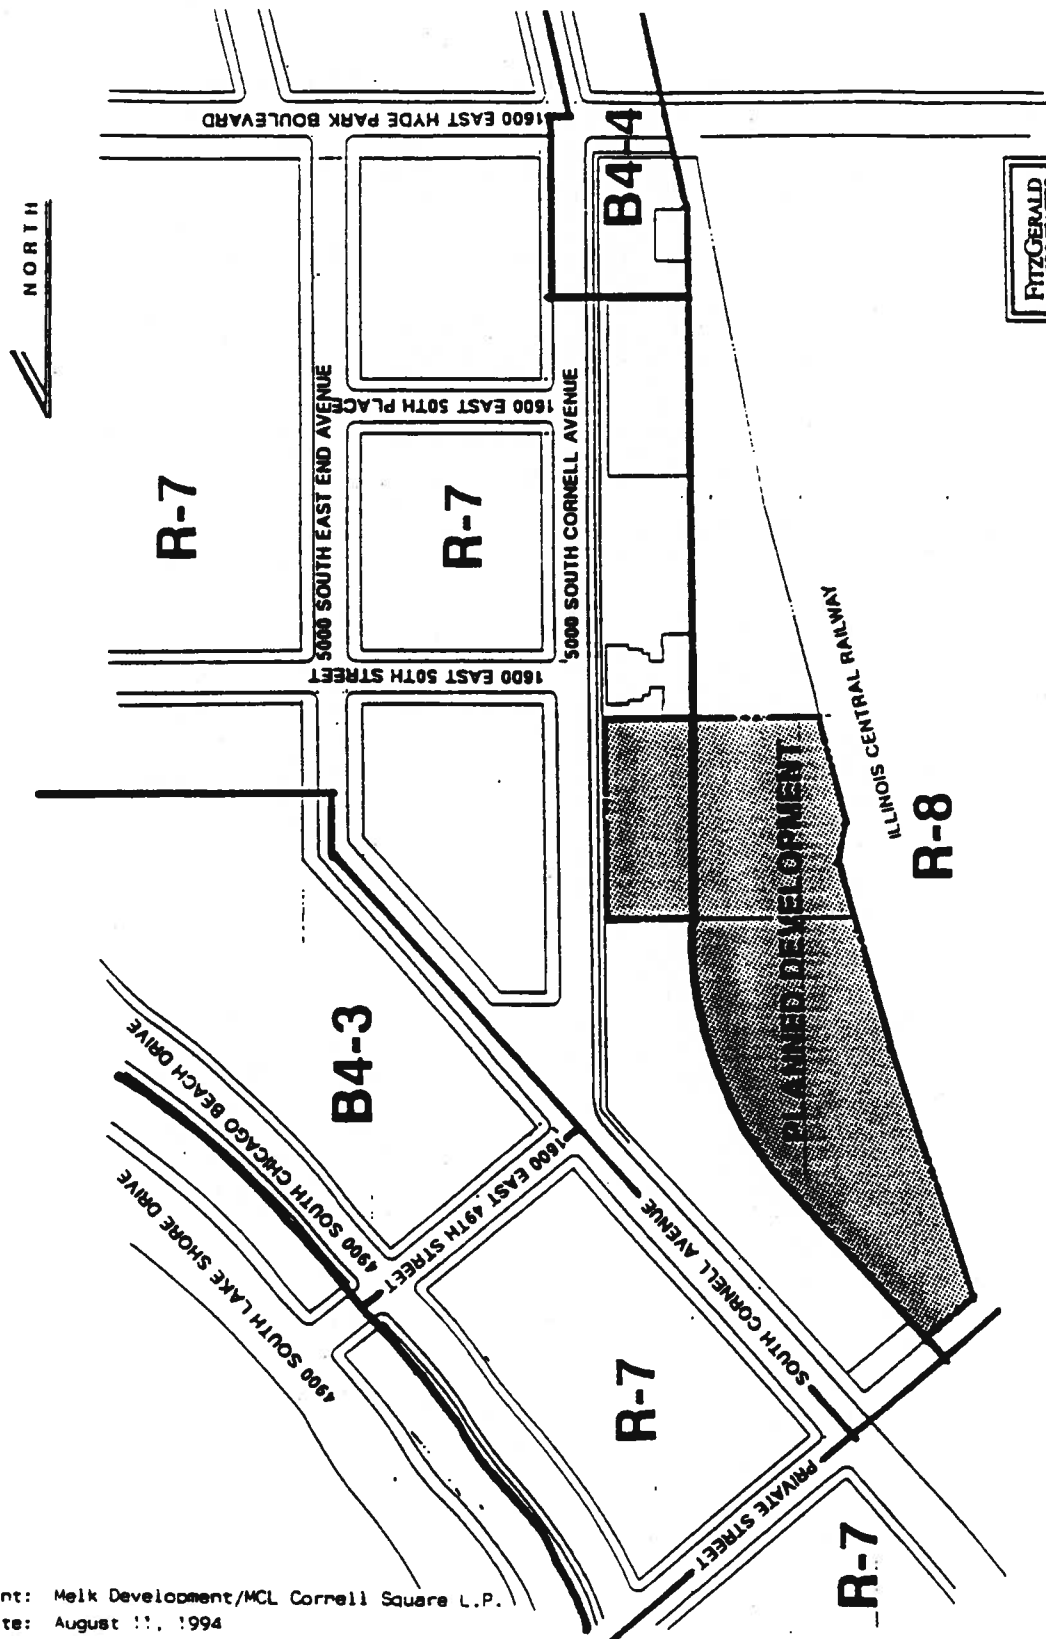 NORTH
1600 EAST HYDE PARK BOULEVARD
B4-4
FITZGERALD
R-7
5000 SOUTH EAST END AVENUE
1600 EAST 50TH PLACE
R-7
5000 SOUTH CORNELL AVENUE
1600 EAST 50TH STREET
ILLINOIS CENTRAL RAILWAY
R-8
PLANNED DEVELOPMENT
B4-3
4900 SOUTH CHICAGO BEACH DRIVE
4900 SOUTH LAKE SHORE DRIVE
1600 EAST 49TH STREET
SOUTH CORNELL AVENUE
R-7
PRIVATE STREET
R-7
nt: Melk Development/MCL Cornell Square L.P.
te: August 11, 1994